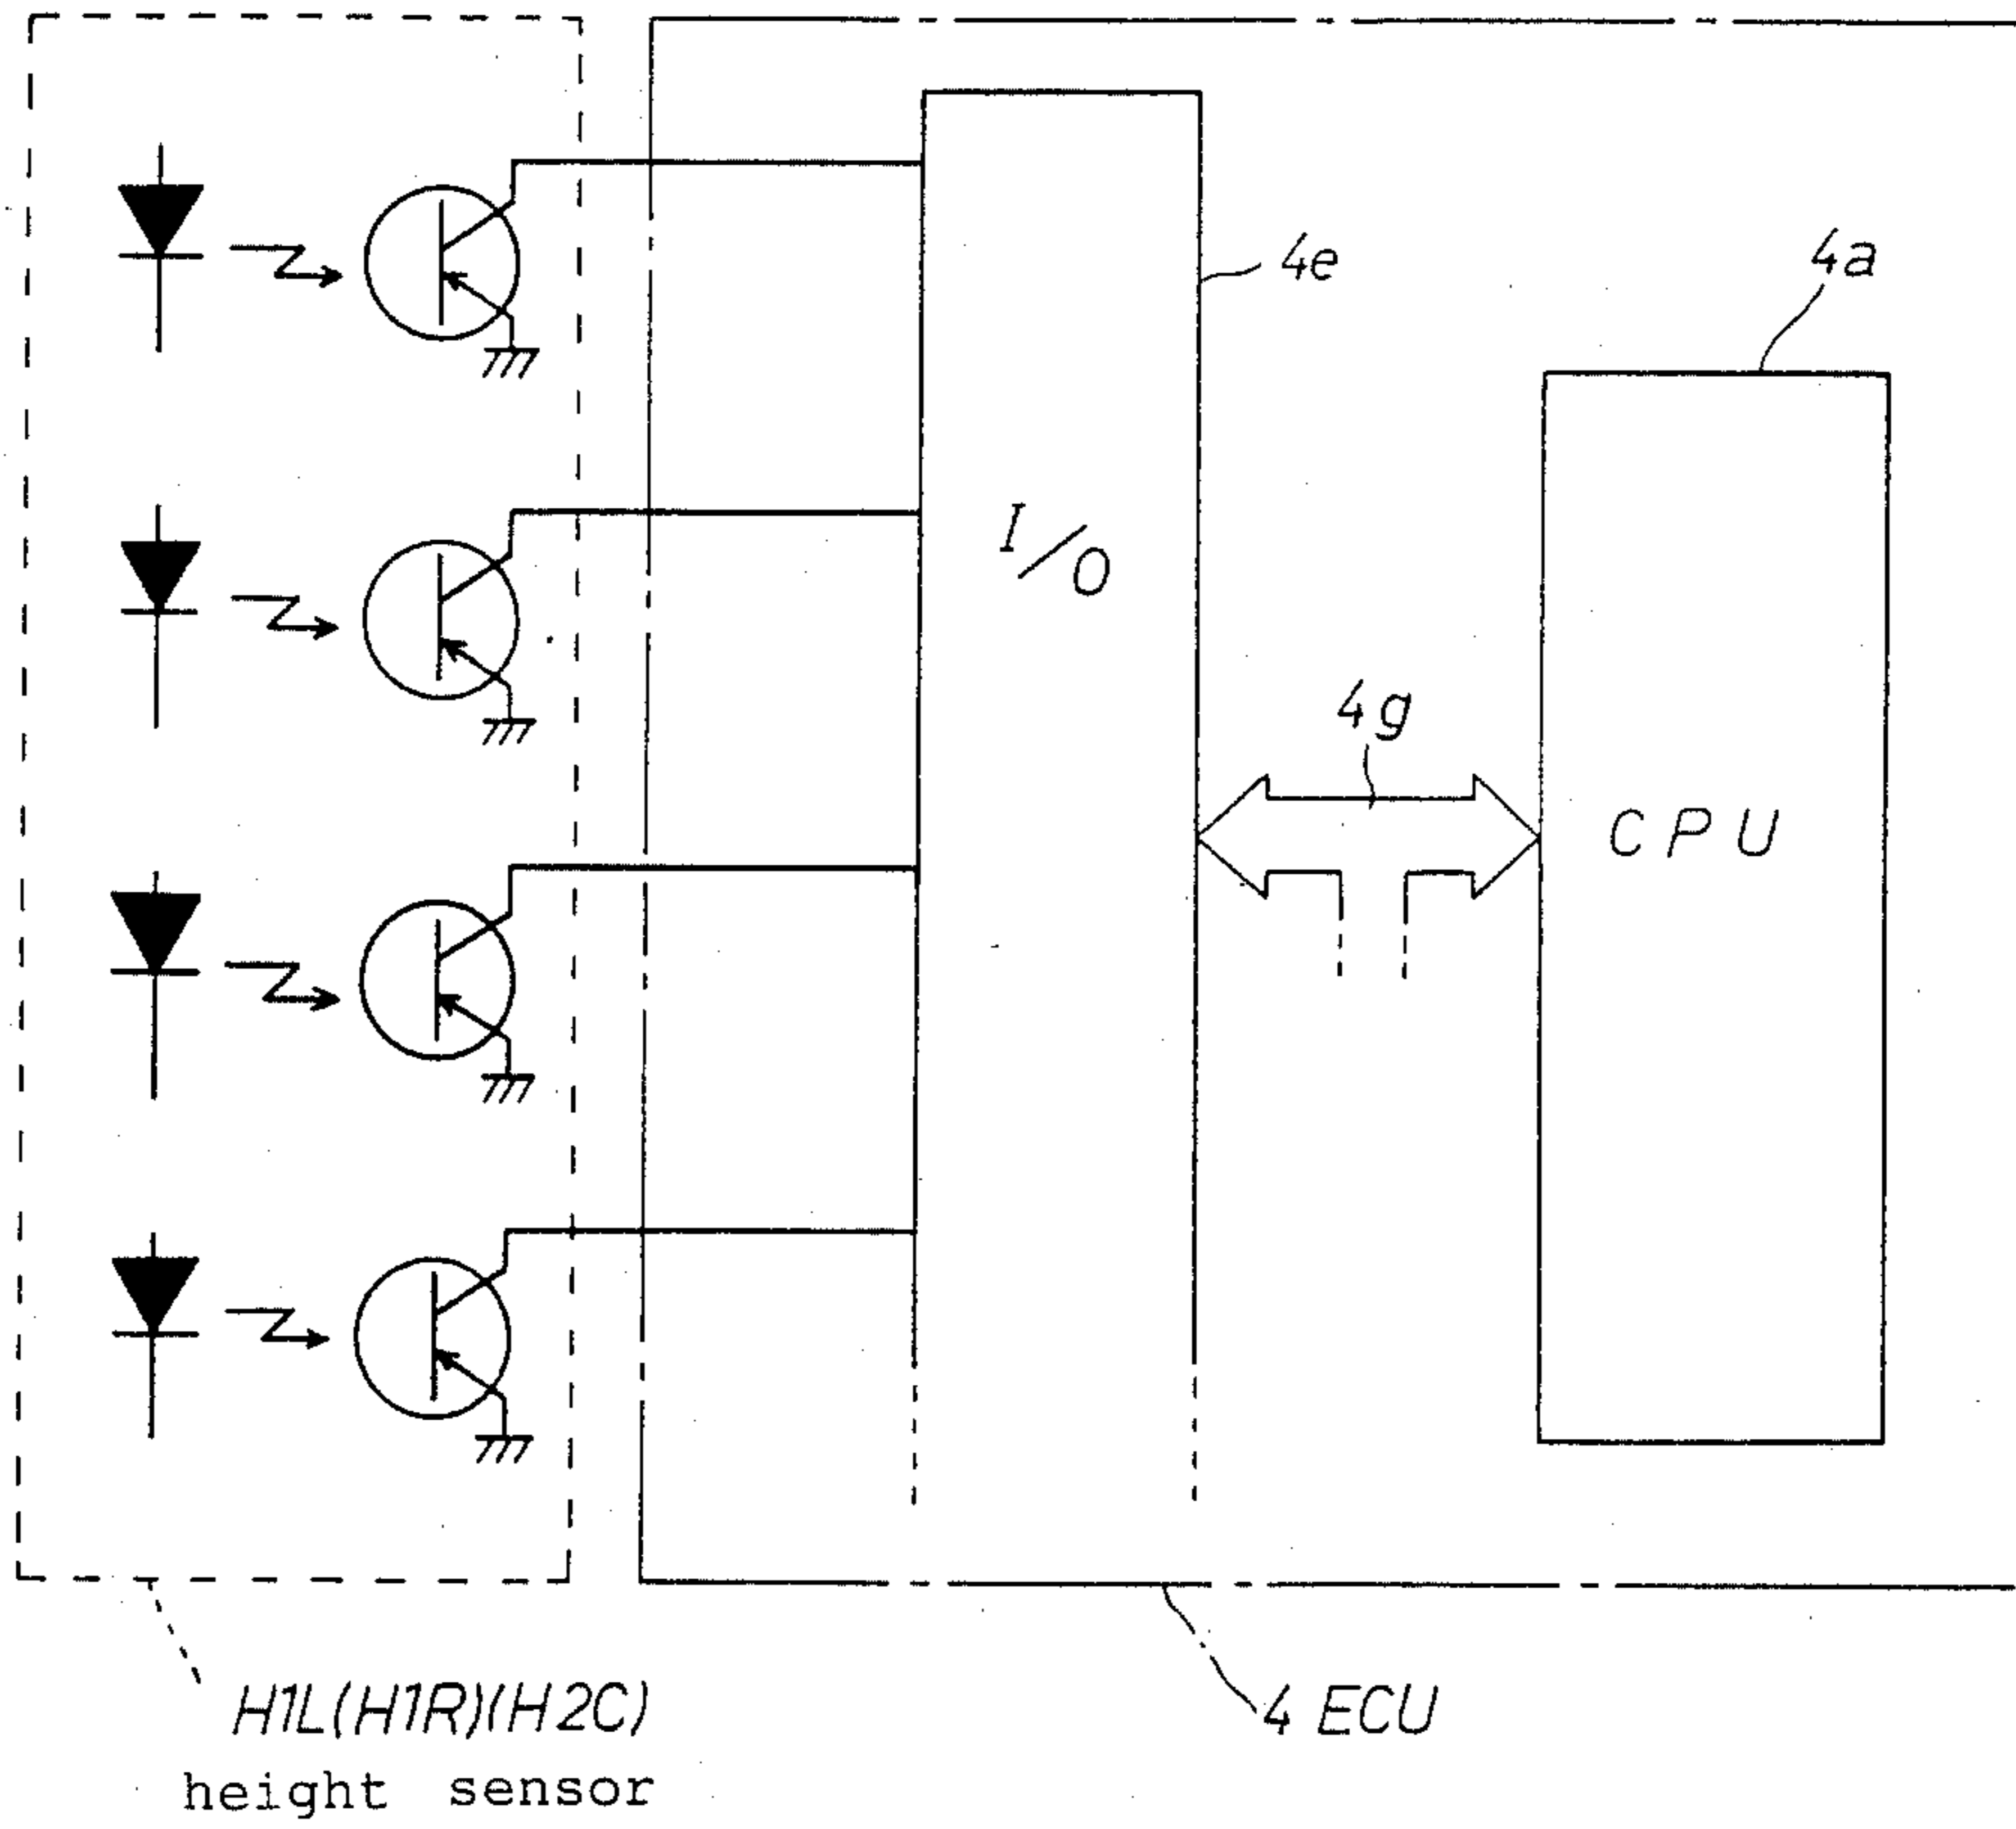 4e
4a
I/O
4g
CPU
H1L(H1R)(H2C)
height sensor
4 ECU